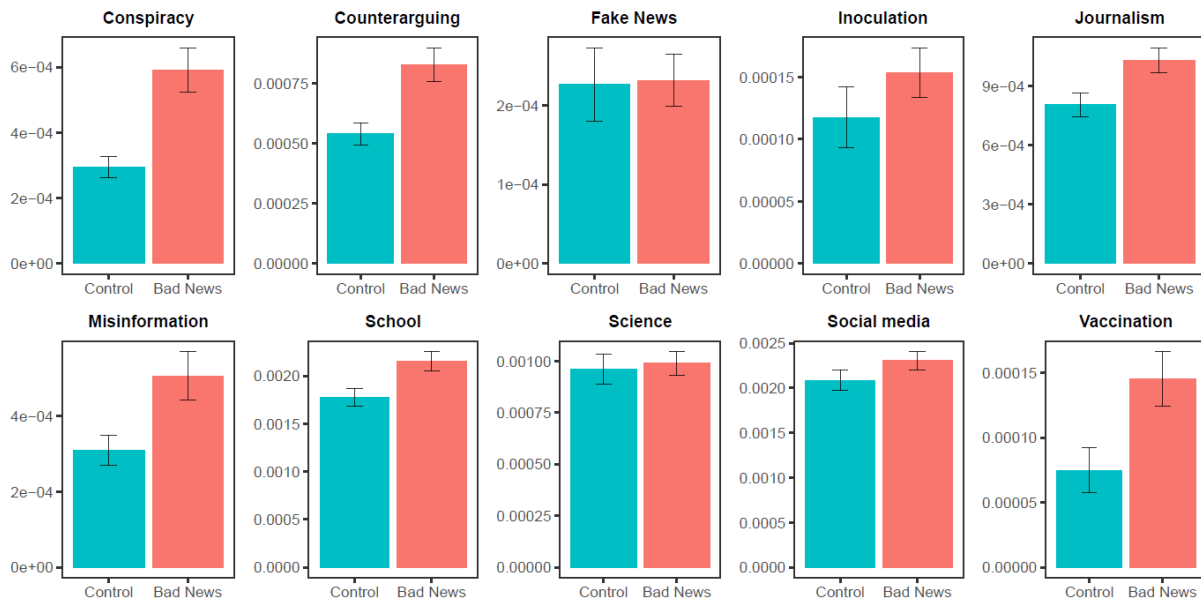 Conspiracy
6e−04
4e−04
2e−04
0e+00
Control Bad News
Counterarguing
0.00075
0.00050
0.00025
0.00000
Control Bad News
Fake News
2e−04
1e−04
0e+00
Control Bad News
Inoculation
0.00015
0.00010
0.00005
0.00000
Control Bad News
Journalism
9e−04
6e−04
3e−04
0e+00
Control Bad News
Misinformation
4e−04
2e−04
0e+00
Control Bad News
School
0.0020
0.0015
0.0010
0.0005
0.0000
Control Bad News
Science
0.00100
0.00075
0.00050
0.00025
0.00000
Control Bad News
Social media
0.0025
0.0020
0.0015
0.0010
0.0005
0.0000
Control Bad News
Vaccination
0.00015
0.00010
0.00005
0.00000
Control Bad News